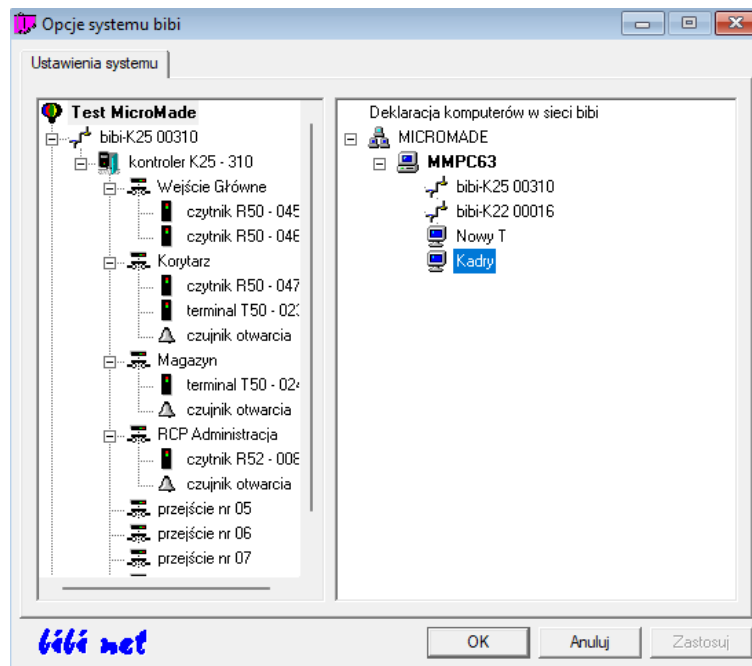 Opcje systemu bibi
Ustawienia systemu
Test MicroMade
bibi-K25 00310
kontroler K25 - 310
Wejście Główne
czytnik R50 - 045
czytnik R50 - 046
Korytarz
czytnik R50 - 047
terminal T50 - 023
czujnik otwarcia
Magazyn
terminal T50 - 024
czujnik otwarcia
RCP Administracja
czytnik R52 - 008
czujnik otwarcia
przejście nr 05
przejście nr 06
przejście nr 07
Deklaracja komputerów w sieci bibi
MICROMADE
MMPC63
bibi-K25 00310
bibi-K22 00016
Nowy T
Kadry
bibi net
OK
Anuluj
Zastosuj